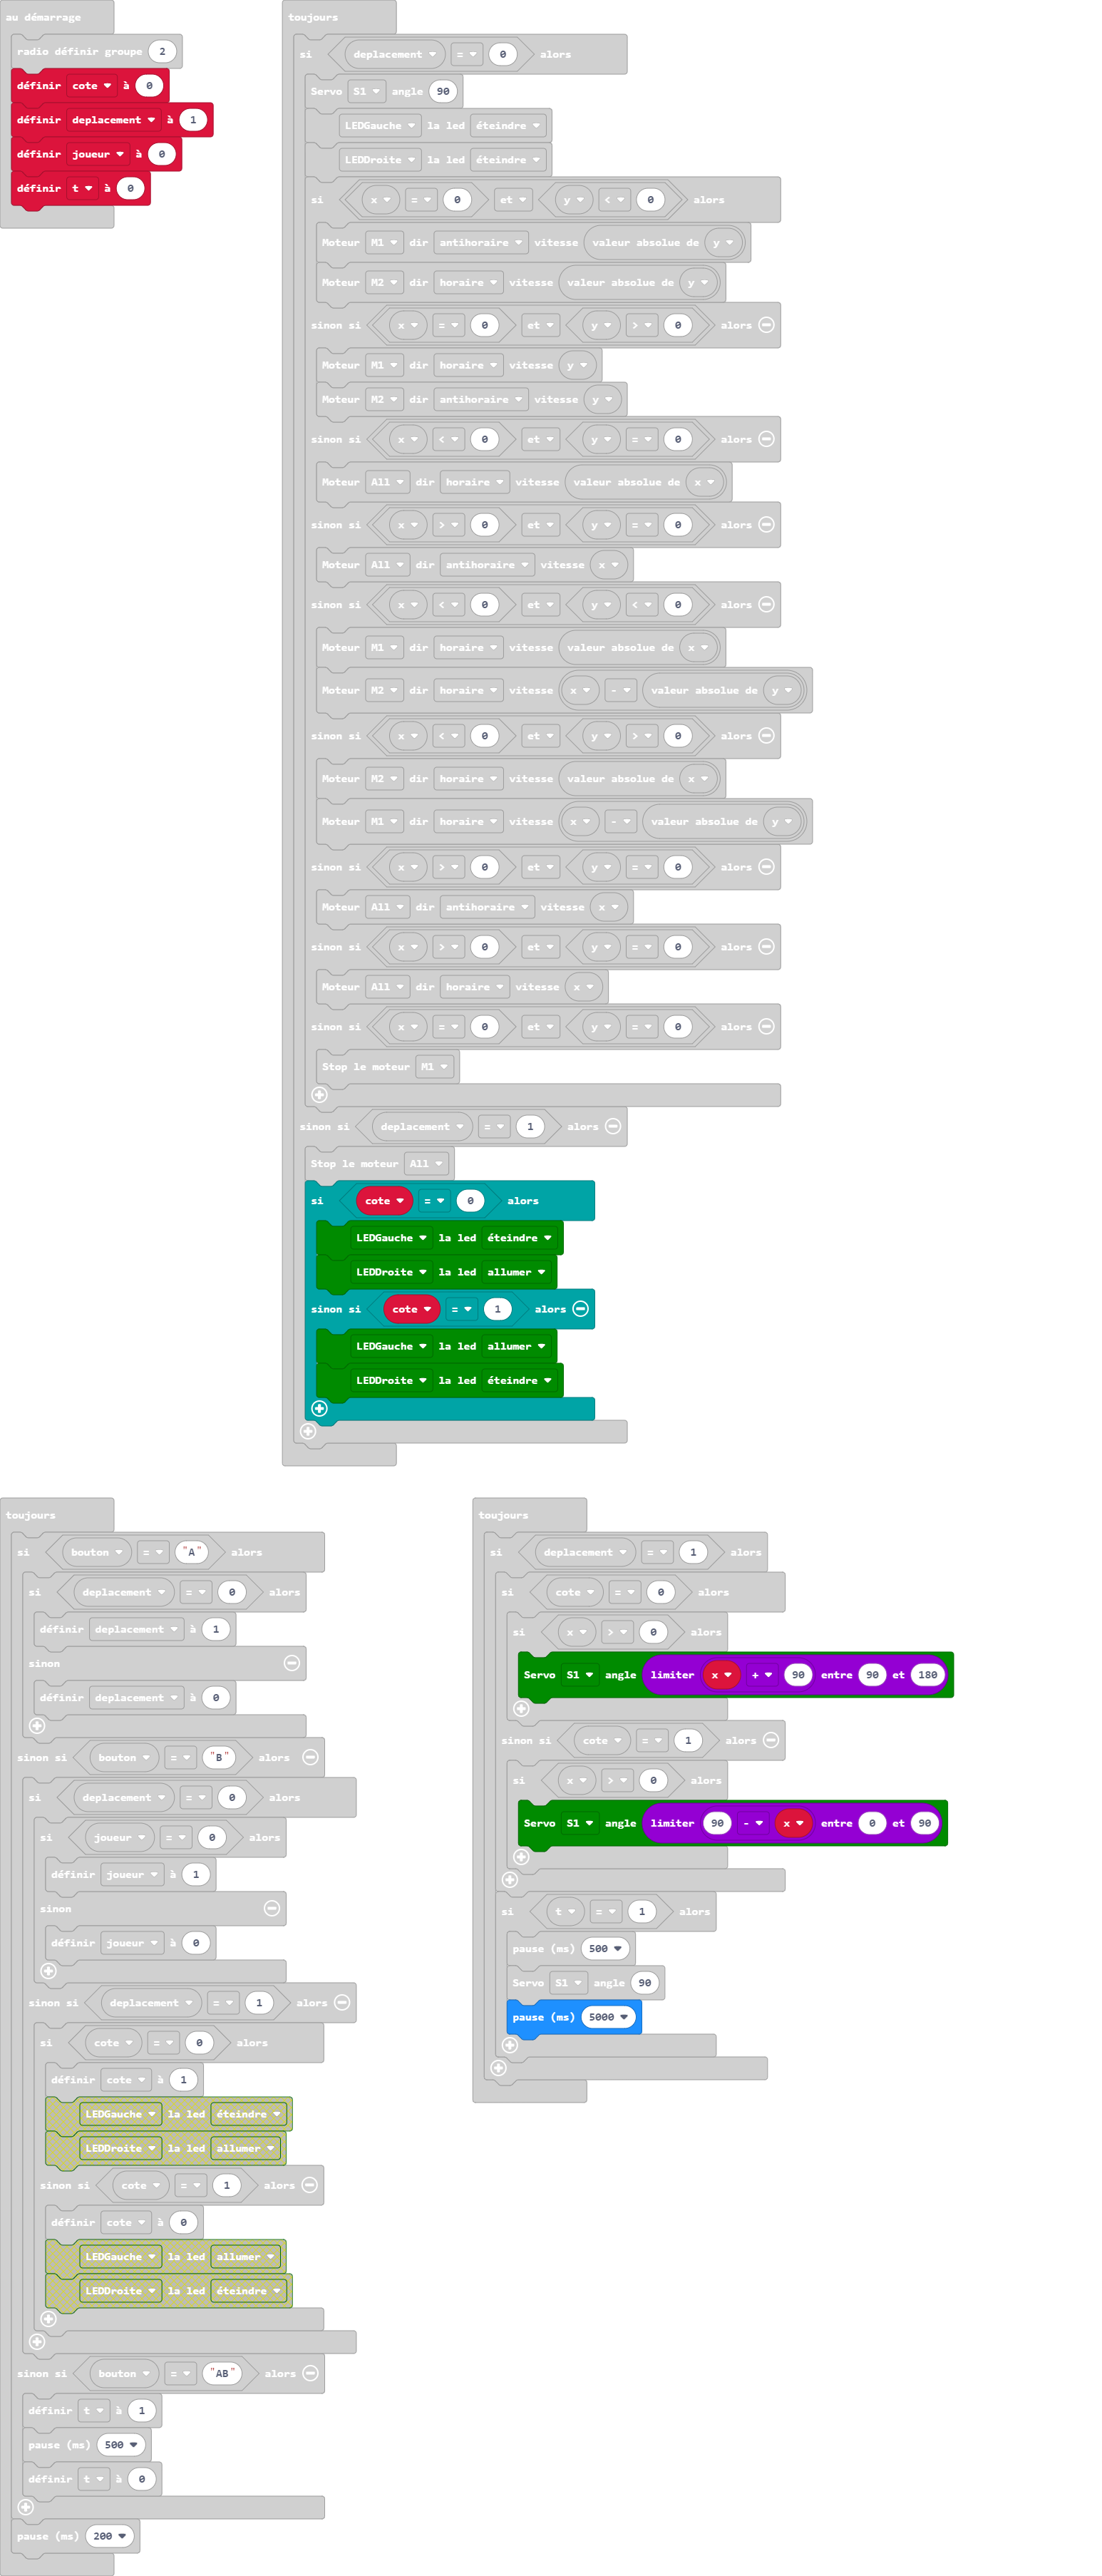 au démarrage
radio définir groupe 2
définir cote à 0
définir deplacement à 1
définir joueur à 0
définir t à 0
toujours
si deplacement = 0 alors
Servo S1 angle 90
LEDGauche la led éteindre
LEDDroite la led éteindre
si x = 0 et y < 0 alors
Moteur M1 dir antihoraire vitesse valeur absolue de y
Moteur M2 dir horaire vitesse valeur absolue de y
sinon si x = 0 et y > 0 alors
Moteur M1 dir horaire vitesse y
Moteur M2 dir antihoraire vitesse y
sinon si x < 0 et y = 0 alors
Moteur All dir horaire vitesse valeur absolue de x
sinon si x > 0 et y = 0 alors
Moteur All dir antihoraire vitesse x
sinon si x < 0 et y < 0 alors
Moteur M1 dir horaire vitesse valeur absolue de x
Moteur M2 dir horaire vitesse x - valeur absolue de y
sinon si x < 0 et y > 0 alors
Moteur M2 dir horaire vitesse valeur absolue de x
Moteur M1 dir horaire vitesse x - valeur absolue de y
sinon si x > 0 et y = 0 alors
Moteur All dir antihoraire vitesse x
sinon si x > 0 et y = 0 alors
Moteur All dir horaire vitesse x
sinon si x = 0 et y = 0 alors
Stop le moteur M1
sinon si deplacement = 1 alors
Stop le moteur All
si cote = 0 alors
LEDGauche la led éteindre
LEDDroite la led allumer
sinon si cote = 1 alors
LEDGauche la led allumer
LEDDroite la led éteindre
toujours
si bouton = "A" alors
si deplacement = 0 alors
définir deplacement à 1
sinon
définir deplacement à 0
sinon si bouton = "B" alors
si deplacement = 0 alors
si joueur = 0 alors
définir joueur à 1
sinon
définir joueur à 0
sinon si deplacement = 1 alors
si cote = 0 alors
définir cote à 1
LEDGauche la led éteindre
LEDDroite la led allumer
sinon si cote = 1 alors
définir cote à 0
LEDGauche la led allumer
LEDDroite la led éteindre
sinon si bouton = "AB" alors
définir t à 1
pause (ms) 500
définir t à 0
pause (ms) 200
toujours
si deplacement = 1 alors
si cote = 0 alors
si x > 0 alors
Servo S1 angle limiter x + 90 entre 90 et 180
sinon si cote = 1 alors
si x > 0 alors
Servo S1 angle limiter 90 - x entre 0 et 90
si t = 1 alors
pause (ms) 500
Servo S1 angle 90
pause (ms) 5000